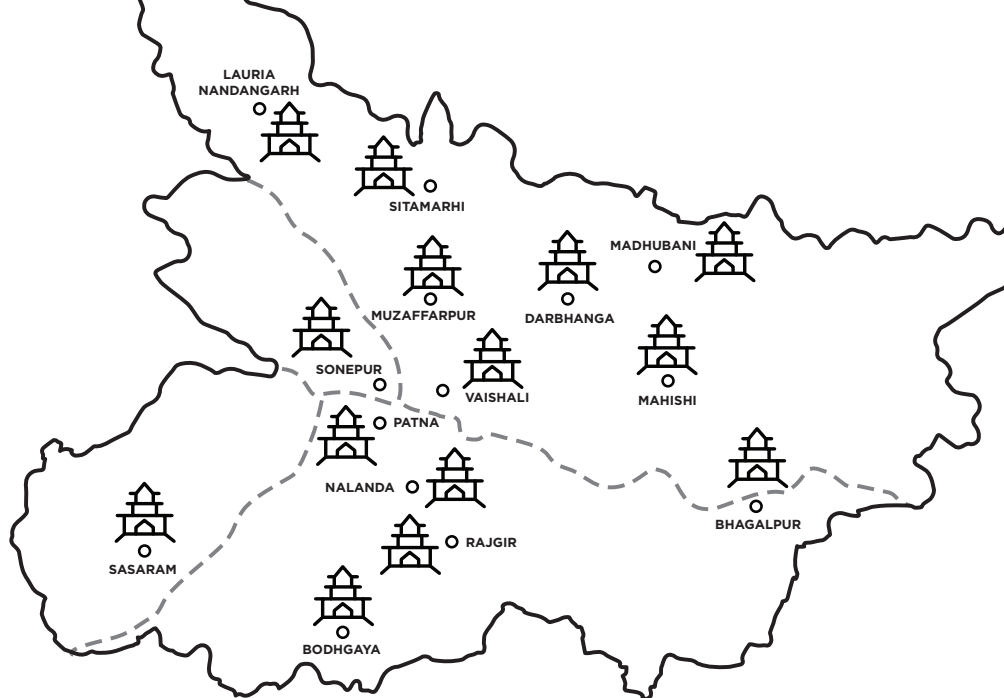 LAURIA
NANDANGARH
SITAMARHI
MADHUBANI
MUZAFFARPUR
DARBHANGA
SONEPUR
VAISHALI
MAHISHI
PATNA
NALANDA
BHAGALPUR
RAJGIR
SASARAM
BODHGAYA